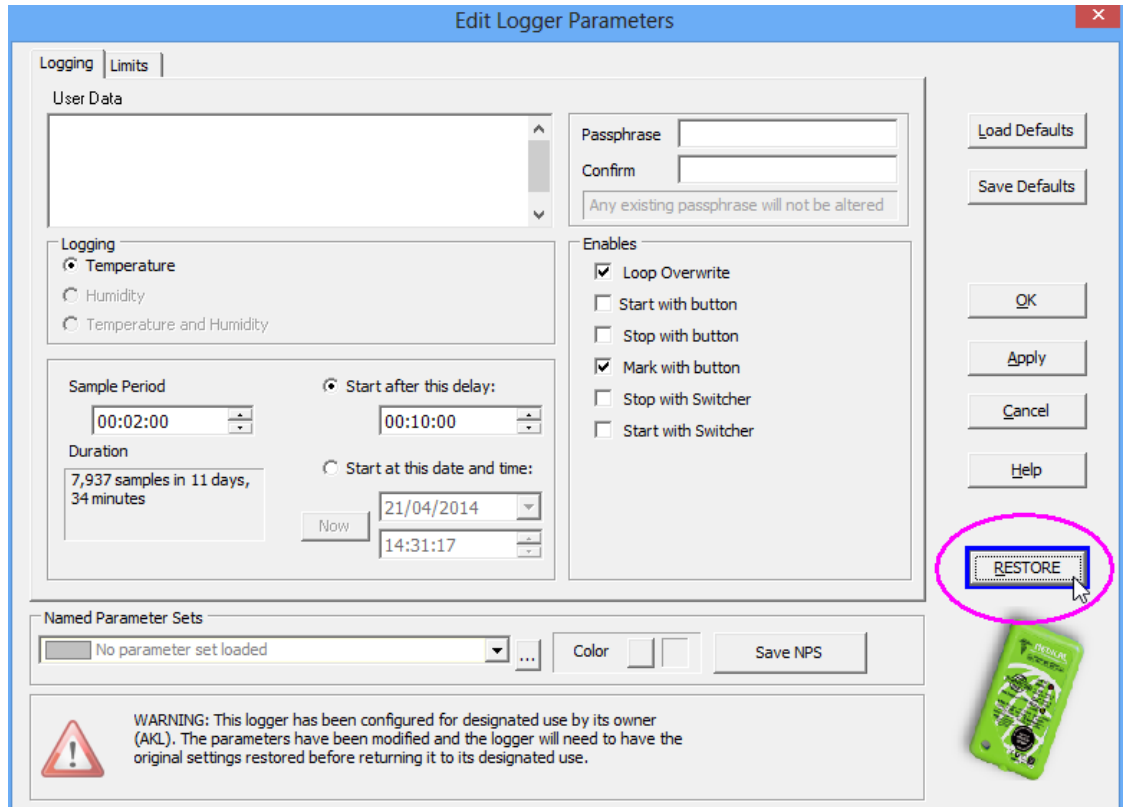 Edit Logger Parameters
Logging
Limits
User Data
Passphrase
Confirm
Any existing passphrase will not be altered
Load Defaults
Save Defaults
Logging
Temperature
Humidity
Temperature and Humidity
Enables
Loop Overwrite
Start with button
Stop with button
Mark with button
Stop with Switcher
Start with Switcher
OK
Apply
Cancel
Help
RESTORE
Sample Period
00:02:00
Duration
7,937 samples in 11 days,
34 minutes
Start after this delay:
00:10:00
Start at this date and time:
Now
21/04/2014
14:31:17
Named Parameter Sets
No parameter set loaded
...
Color
Save NPS
WARNING: This logger has been configured for designated use by its owner
(AKL). The parameters have been modified and the logger will need to have the
original settings restored before returning it to its designated use.
MEDICAL